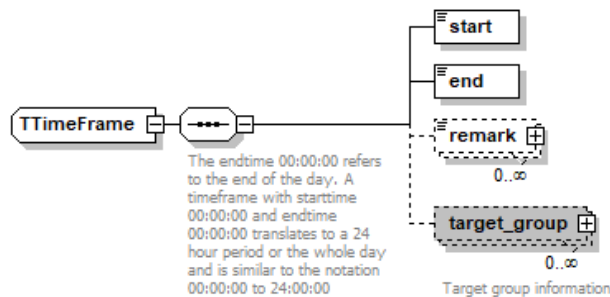 start
end
TTimeFrame
remark
0..∞
The endtime 00:00:00 refers
to the end of the day. A
timeframe with starttime
00:00:00 and endtime
00:00:00 translates to a 24
hour period or the whole day
and is similar to the notation
00:00:00 to 24:00:00
target_group
0..∞
Target group information